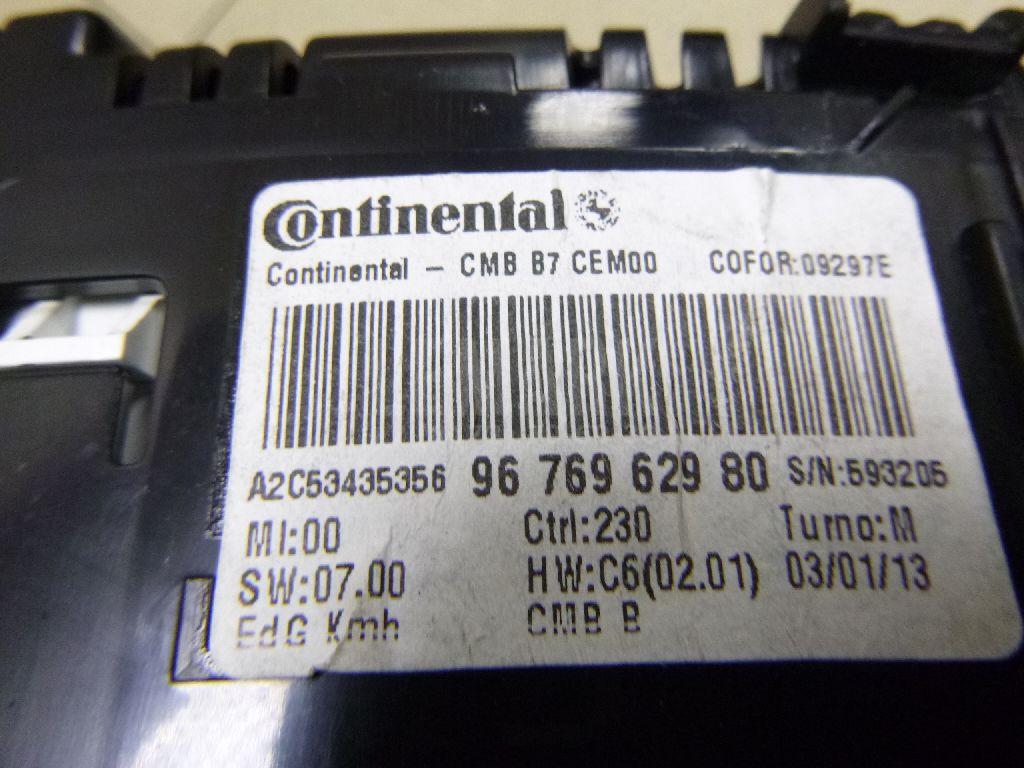 Continental
Continental - CMB B7 CEM00 COFOR:09297E
A2C53435356 96 769 629 80 S/N:593205
MI:00 Ctrl:230 Turno:M
SW:07.00 HW:C6(02.01) 03/01/13
EdG Kmh CMB B